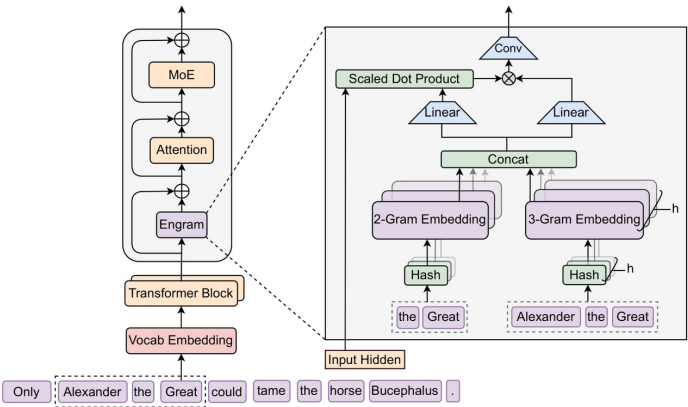 MoE
Attention
Engram
Transformer Block
Vocab Embedding
Only Alexander the Great could tame the horse Bucephalus .
Conv
Scaled Dot Product
Linear Linear
Concat
2-Gram Embedding 3-Gram Embedding h
Hash Hash h
the Great Alexander the Great
Input Hidden